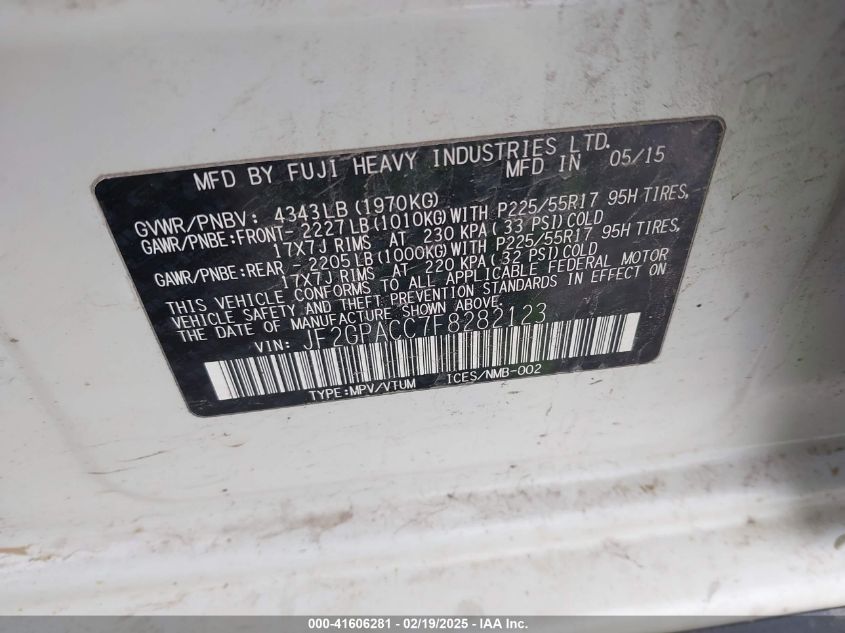 MFD BY FUJI HEAVY INDUSTRIES LTD.
MFD IN 05/15
GVWR/PNBV: 4343LB(1970KG)
GAWR/PNBE:FRONT- 2227LB(1010KG)WITH P225/55R17 95H TIRES,
17X7J RIMS AT 230 KPA( 33 PSI)COLD
GAWR/PNBE:REAR - 2205LB(1000KG)WITH P225/55R17 95H TIRES,
17X7J RIMS AT 220 KPA( 32 PSI)COLD
THIS VEHICLE CONFORMS TO ALL APPLICABLE FEDERAL MOTOR
VEHICLE SAFETY AND THEFT PREVENTION STANDARDS IN EFFECT ON
THE DATE OF MANUFACTURE SHOWN ABOVE.
VIN: JF2GPACC7F8282123
TYPE:MPV/VTUM ICES/NMB-002
000-41606281 - 02/19/2025 - IAA Inc.